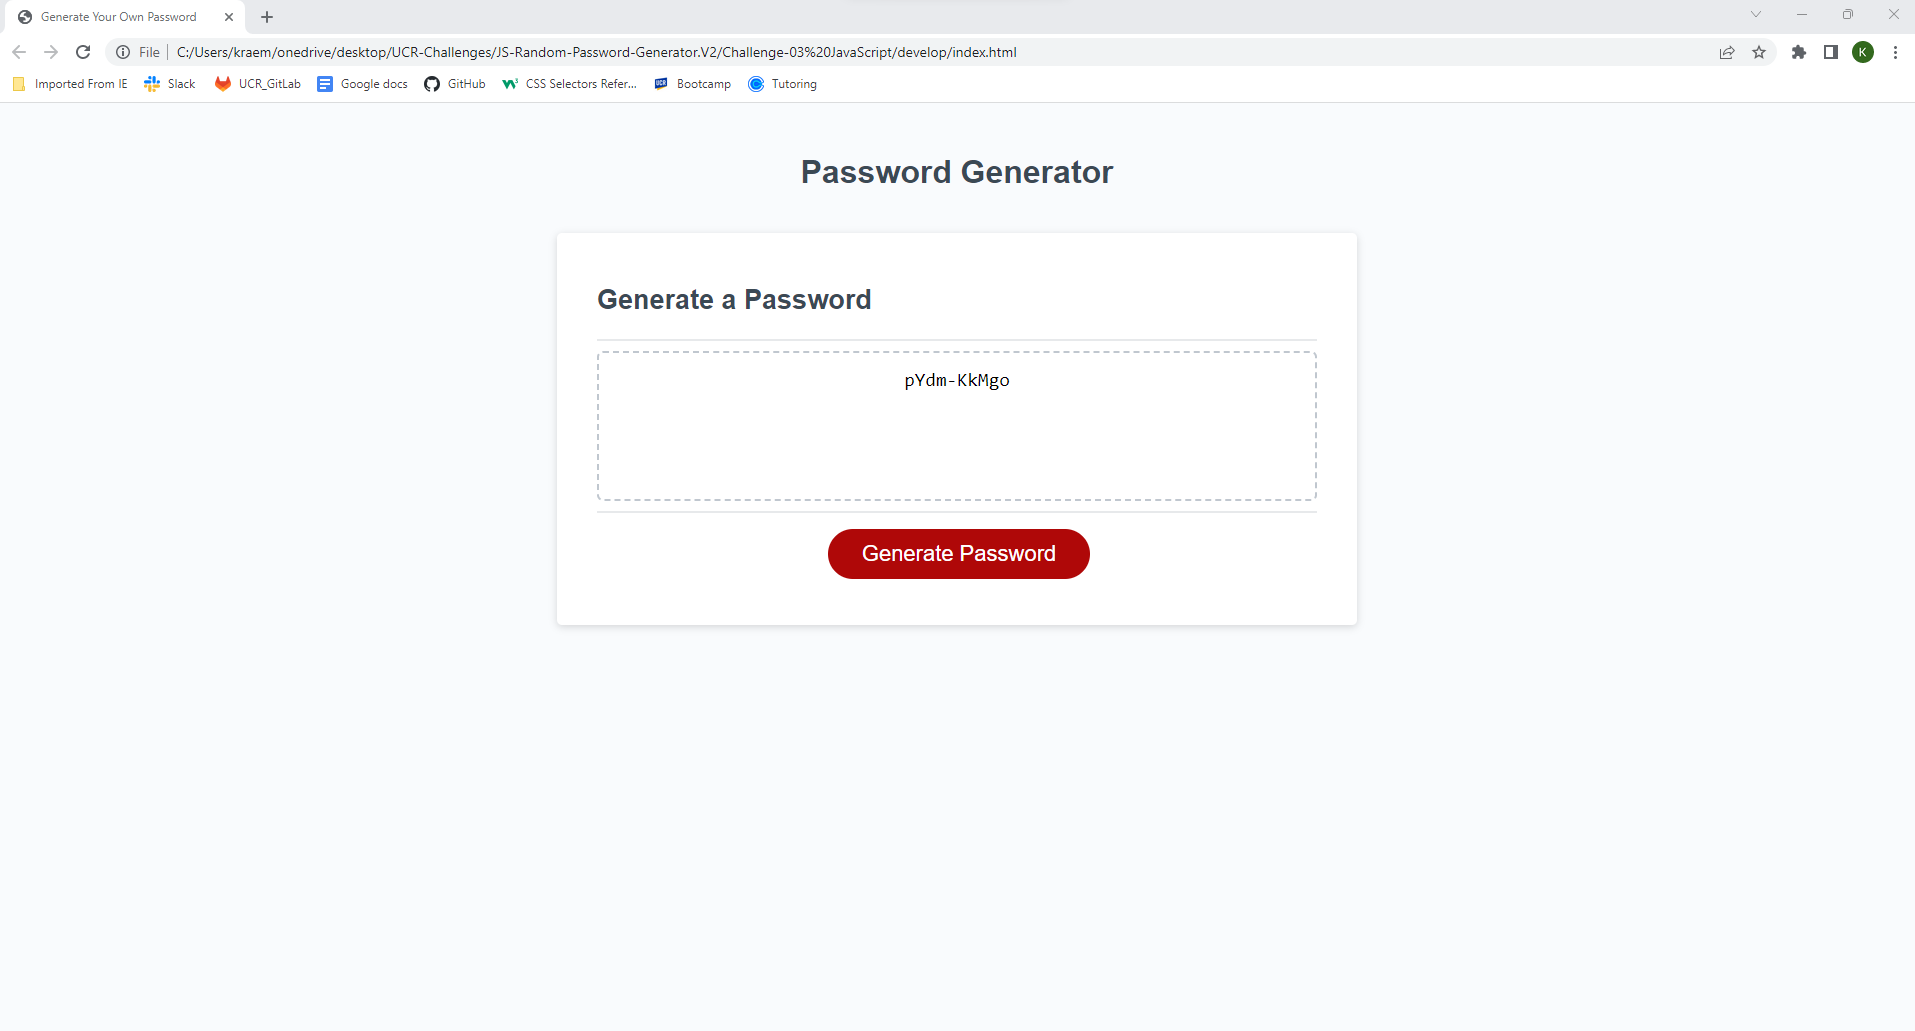 Generate Your Own Password
File C:/Users/kraem/onedrive/desktop/UCR-Challenges/JS-Random-Password-Generator.V2/Challenge-03%20JavaScript/develop/index.html
K
Imported From IE Slack UCR_GitLab Google docs GitHub CSS Selectors Refer... UCR Bootcamp Tutoring
Password Generator
Generate a Password
pYdm-KkMgo
Generate Password